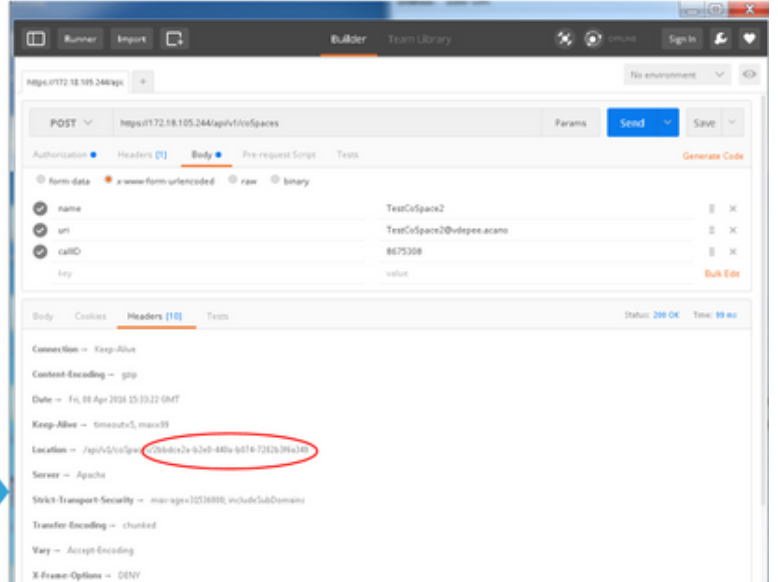 Runner Import Builder Team Library OFFLINE Sign In
https://172.18.105.244/api + No environment
POST https://172.18.105.244/api/v1/coSpaces Params Send Save
Authorization Headers (1) Body Pre-request Script Tests Generate Code
form-data x-www-form-urlencoded raw binary
name TestCoSpace2
uri TestCoSpace2@vdepee.acano
callID 8675308
key value Bulk Edit
Body Cookies Headers (10) Tests Status: 200 OK Time: 99 ms
Connection → Keep-Alive
Content-Encoding → gzip
Date → Fri, 08 Apr 2016 15:33:22 GMT
Keep-Alive → timeout=5, max=99
Location → /api/v1/coSpaces/
Server → Apache
Strict-Transport-Security → max-age=31536000; includeSubDomains
Transfer-Encoding → chunked
Vary → Accept-Encoding
X-Frame-Options → DENY